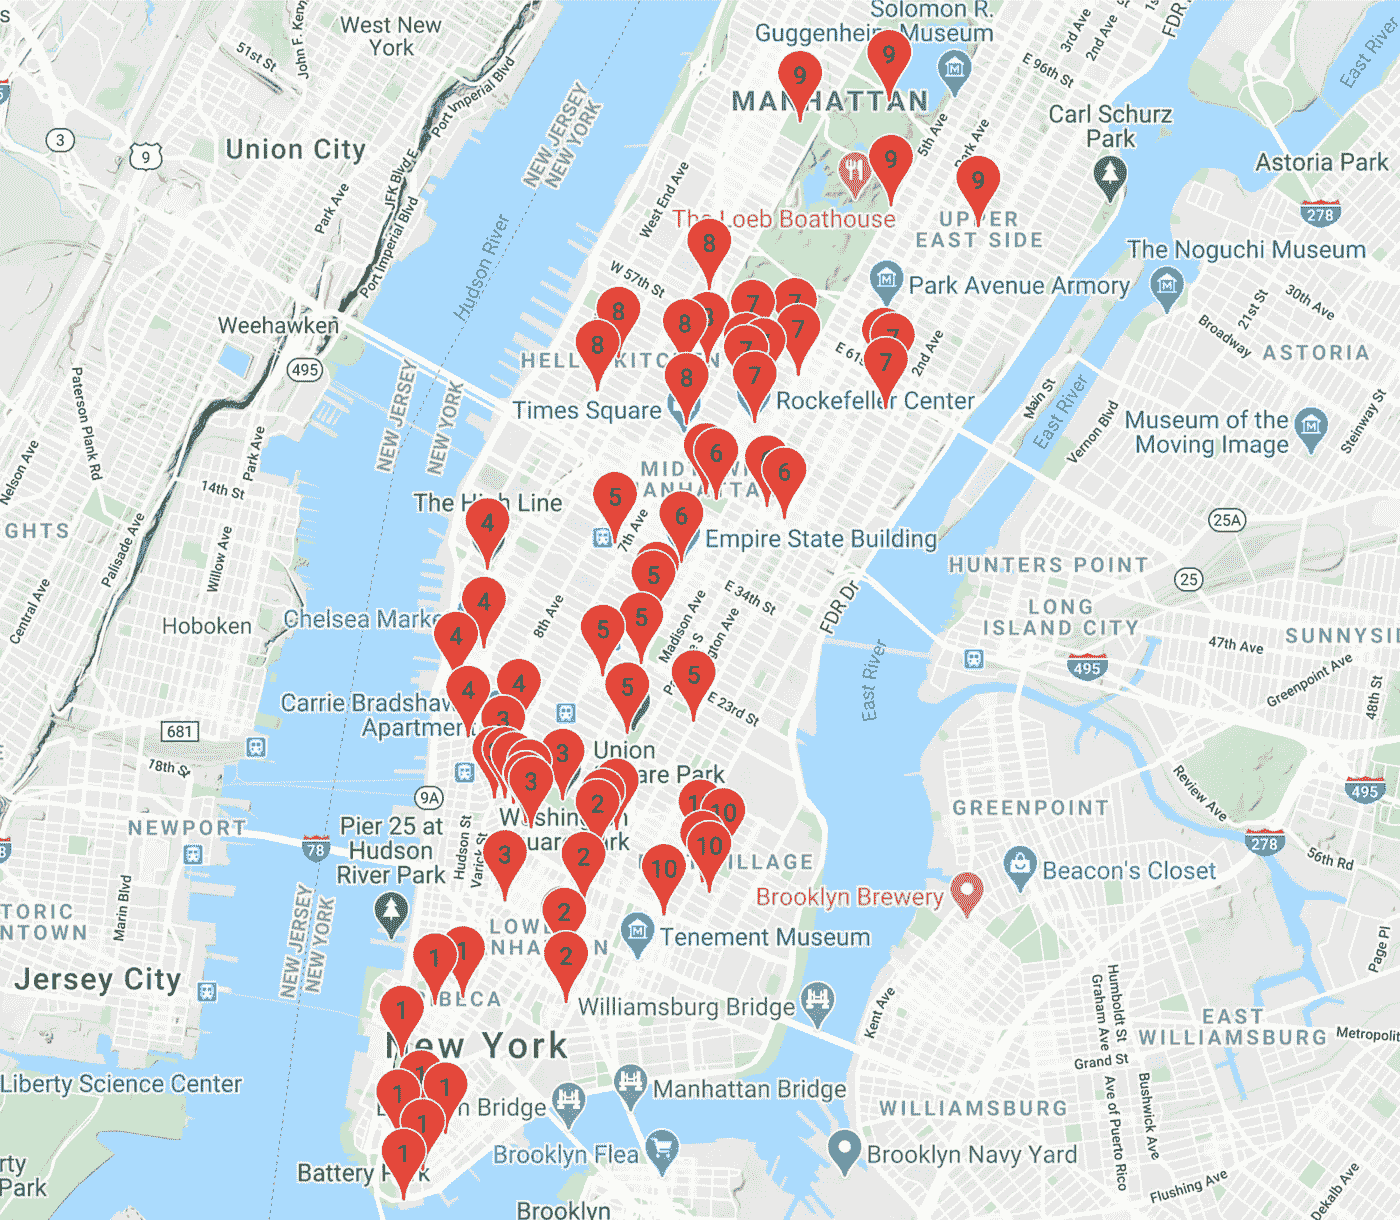 Solomon R.
Guggenheim Museum
West New
York
51st St
John F. Kenn
Port Imperial Blvd
3rd Ave
2nd Ave
FDR
East River
E 96th St
9
9
MANHATTAN
Carl Schurz
Park
3
9
Union City
NEW JERSEY
NEW YORK
5th Ave
Park Ave
Astoria Park
9
9
JFK Blvd E
Park Ave
West End Ave
The Loeb Boathouse
UPPER
EAST SIDE
278
Port Imperial Blvd
Hudson River
8
The Noguchi Museum
W 57th St
Park Avenue Armory
21st St
30th Ave
Weehawken
8
8
8
7
7
7
7
7
7
Broadway
ASTORIA
495
8
HELL'S KITCHEN
E 61
2nd Ave
8
7
Rockefeller Center
Times Square
Main St
East River
Vernon Blvd
Museum of the
Moving Image
Steinway St
Paterson Plank Rd
NEW JERSEY
NEW YORK
Park Ave
Nelson Ave
6
6
6
MIDTOWN
MANHATTAN
14th St
The High Line
5
7th Ave
4
6
Empire State Building
25A
GHTS
Palisade Ave
Willow Ave
HUNTERS POINT
25
5
E 34th St
FDR Dr
LONG
ISLAND CITY
Central Ave
Hoboken
Chelsea Marke
4
4
8th Ave
5
5
Madison Ave
ngton Ave
47th Ave
SUNNYSID
495
Greenpoint Ave
48th St
East River
Carrie Bradshaw
Apartment
4
4
3
5
5
E 23rd St
681
18th St
3
3
Union
are Park
Review Ave
495
9A
Washington
uare Park
2
10
10
GREENPOINT
NEWPORT
Pier 25 at
Hudson
River Park
78
Hudson St
Varick St
3
2
10
10
VILLAGE
278
56th Rd
Beacon's Closet
Brooklyn Brewery
TORIC
NTOWN
Marin Blvd
NEW JERSEY
NEW YORK
2
LOWE
NHATTAN
2
Tenement Museum
Page Pl
Jersey City
1
1
RIBECA
Williamsburg Bridge
Kent Ave
Humboldt St
Graham Ave
EAST
WILLIAMSBURG
Metropolit
1
New York
Grand St
Liberty Science Center
1
1
1
Manhattan Bridge
n Bridge
WILLIAMSBURG
Ave of Puerto Rico
Bushwick Ave
1
1
Battery Park
Brooklyn Flea
Brooklyn Navy Yard
rty
Park
Flushing Ave
DeKalb Ave
Brooklyn